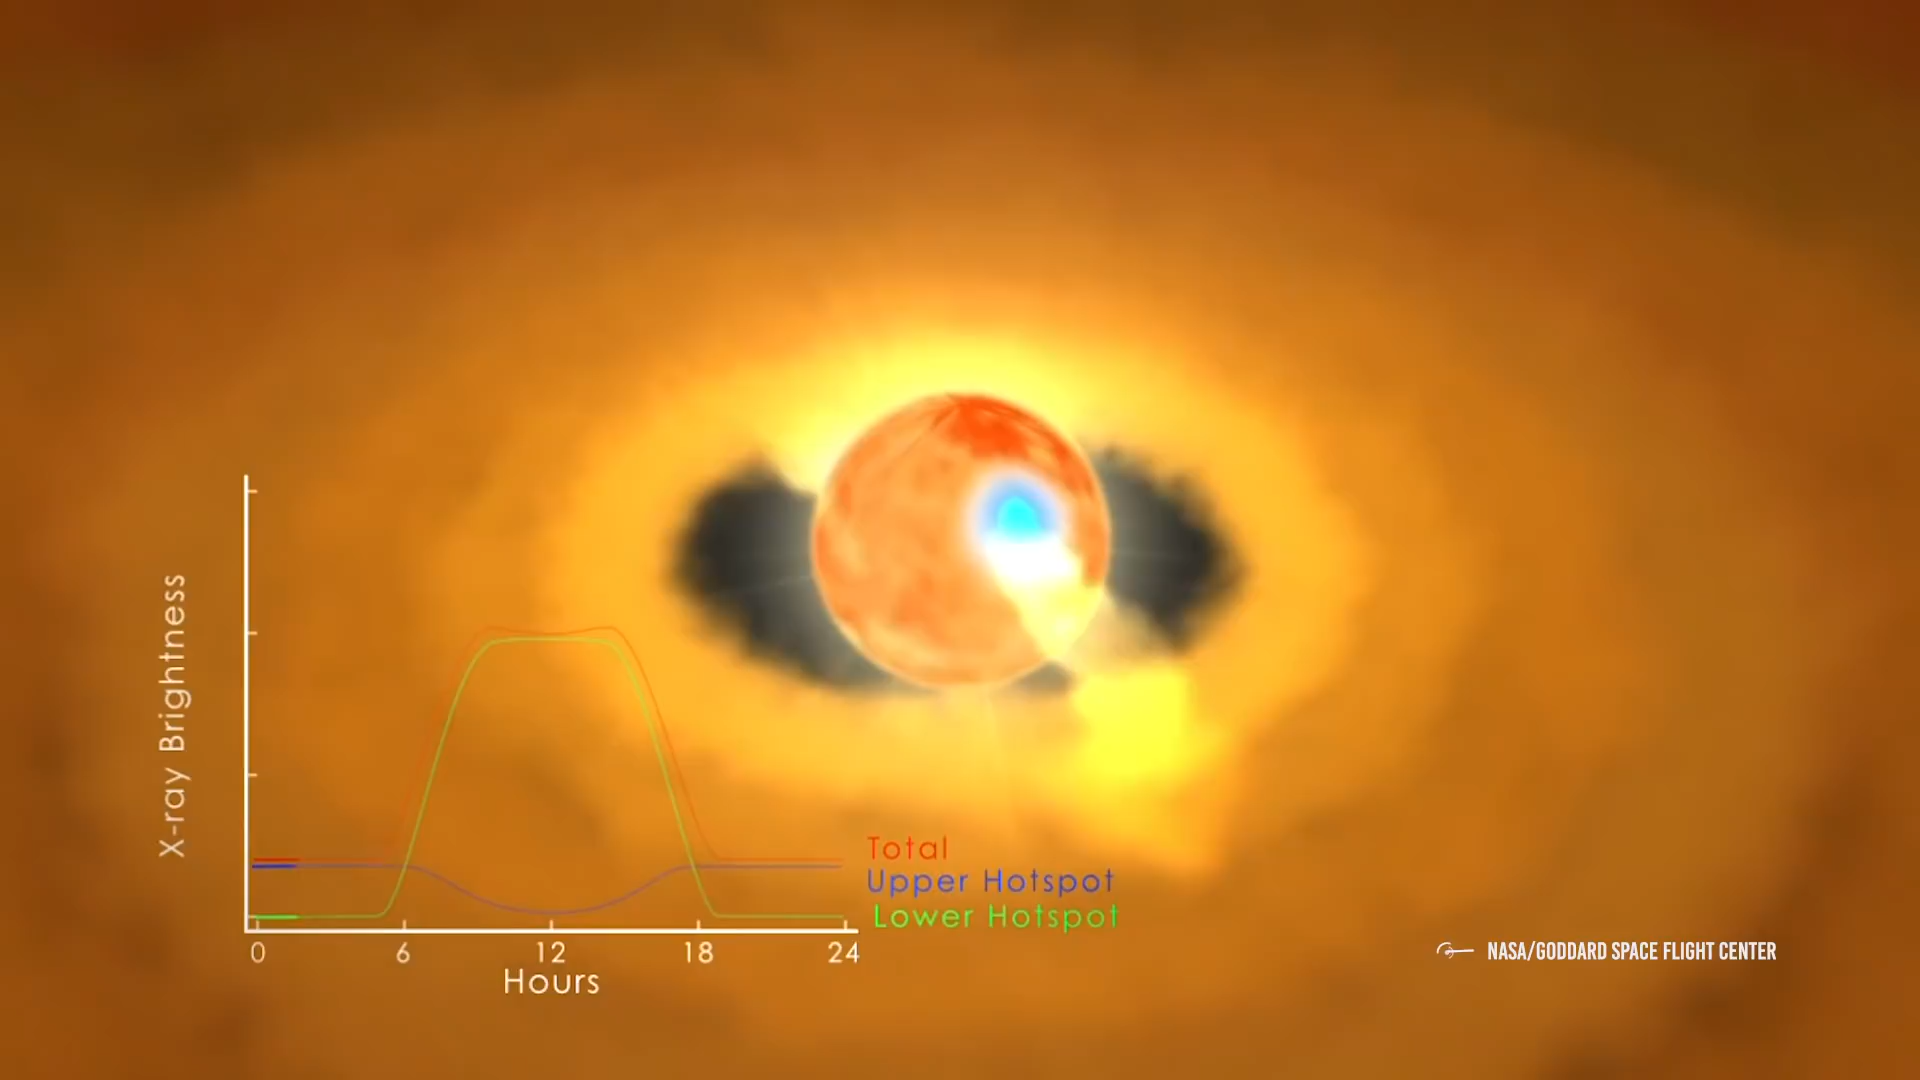 X-ray Brightness
Total
Upper Hotspot
Lower Hotspot
0 6 12 18 24
Hours
NASA/GODDARD SPACE FLIGHT CENTER